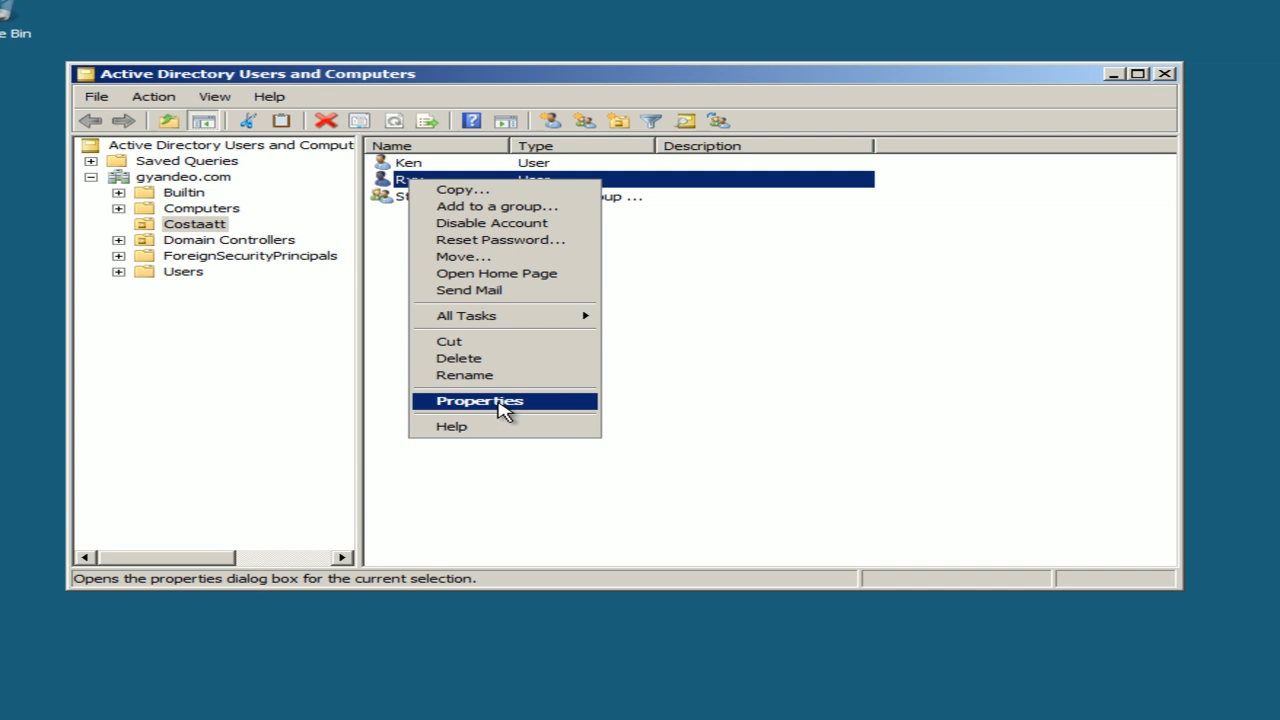 e Bin
Active Directory Users and Computers
File Action View Help
Active Directory Users and Comput
Saved Queries
gyandeo.com
Builtin
Computers
Costaatt
Domain Controllers
ForeignSecurityPrincipals
Users
Name Type Description
Ken User
User
up ...
Copy...
Add to a group...
Disable Account
Reset Password...
Move...
Open Home Page
Send Mail
All Tasks
Cut
Delete
Rename
Properties
Help
Opens the properties dialog box for the current selection.